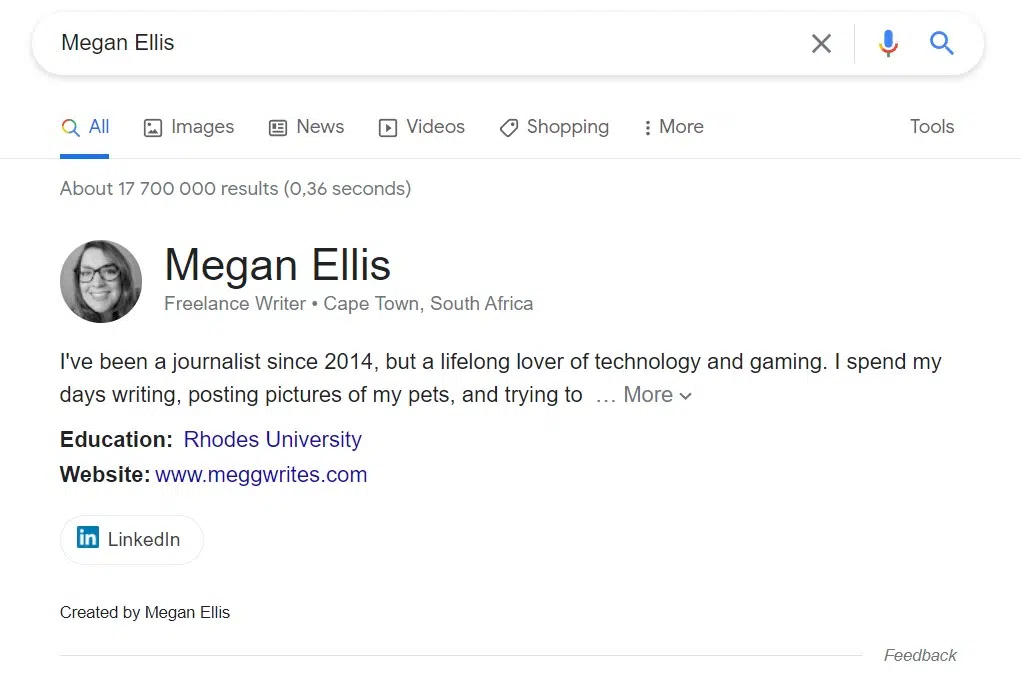 Megan Ellis
All Images News Videos Shopping More Tools
About 17 700 000 results (0,36 seconds)
Megan Ellis
Freelance Writer • Cape Town, South Africa
I've been a journalist since 2014, but a lifelong lover of technology and gaming. I spend my
days writing, posting pictures of my pets, and trying to … More
Education: Rhodes University
Website: www.meggwrites.com
in LinkedIn
Created by Megan Ellis
Feedback